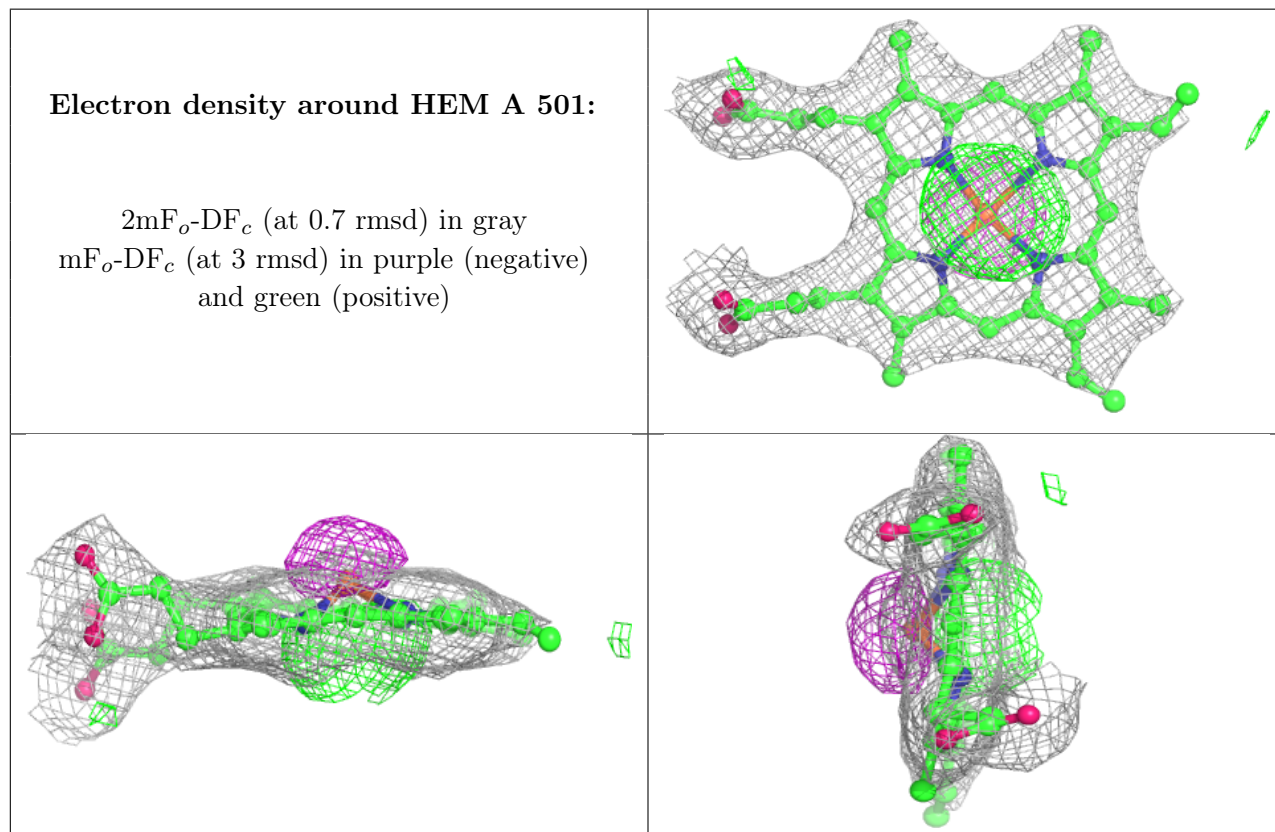 Electron density around HEM A 501:
2mFₒ-DF𝒸 (at 0.7 rmsd) in gray
mFₒ-DF𝒸 (at 3 rmsd) in purple (negative)
and green (positive)